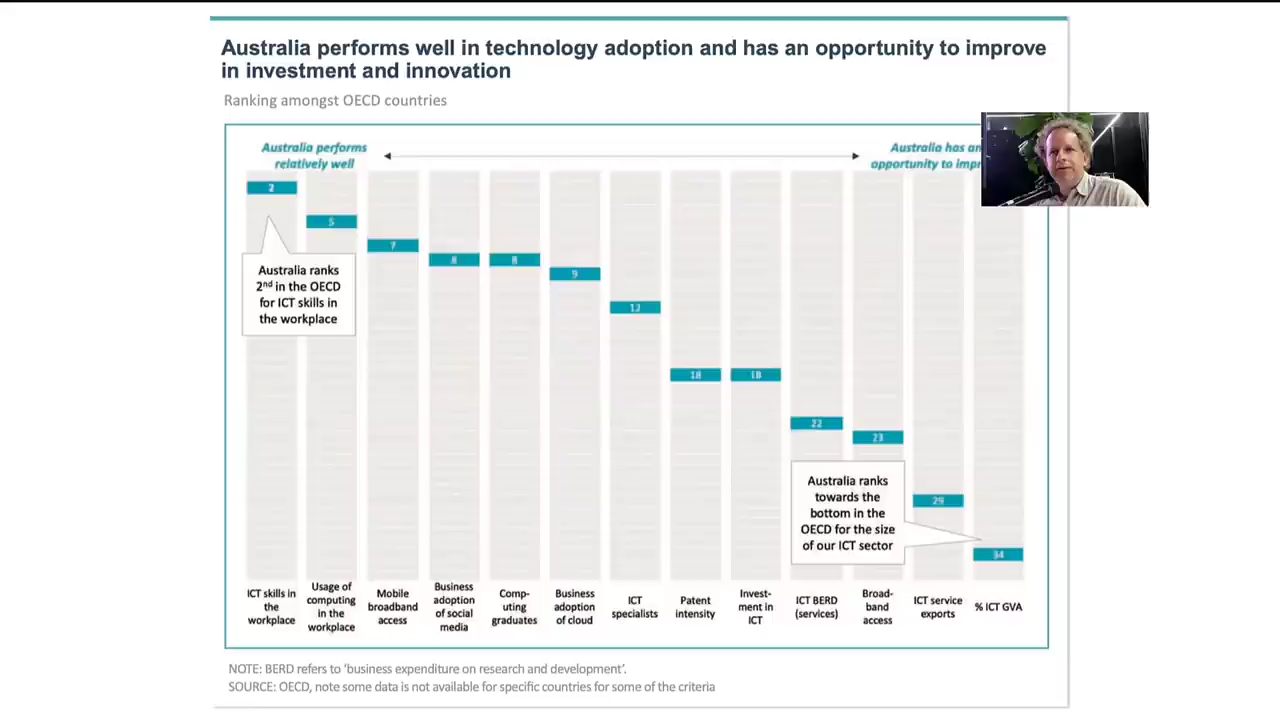 Australia performs well in technology adoption and has an opportunity to improve
in investment and innovation
Ranking amongst OECD countries
Australia performs
relatively well
Australia has an
opportunity to impr
2
5
7
8
8
9
18
18
22
23
29
34
Australia ranks
2nd in the OECD
for ICT skills in
the workplace
Australia ranks
towards the
bottom in the
OECD for the size
of our ICT sector
ICT skills in
the
workplace
Usage of
computing
in the
workplace
Mobile
broadband
access
Business
adoption
of social
media
Comp-
uting
graduates
Business
adoption
of cloud
ICT
specialists
Patent
intensity
Invest-
ment in
ICT
ICT BERD
(services)
Broad-
band
access
ICT service
exports
% ICT GVA
NOTE: BERD refers to 'business expenditure on research and development'.
SOURCE: OECD, note some data is not available for specific countries for some of the criteria